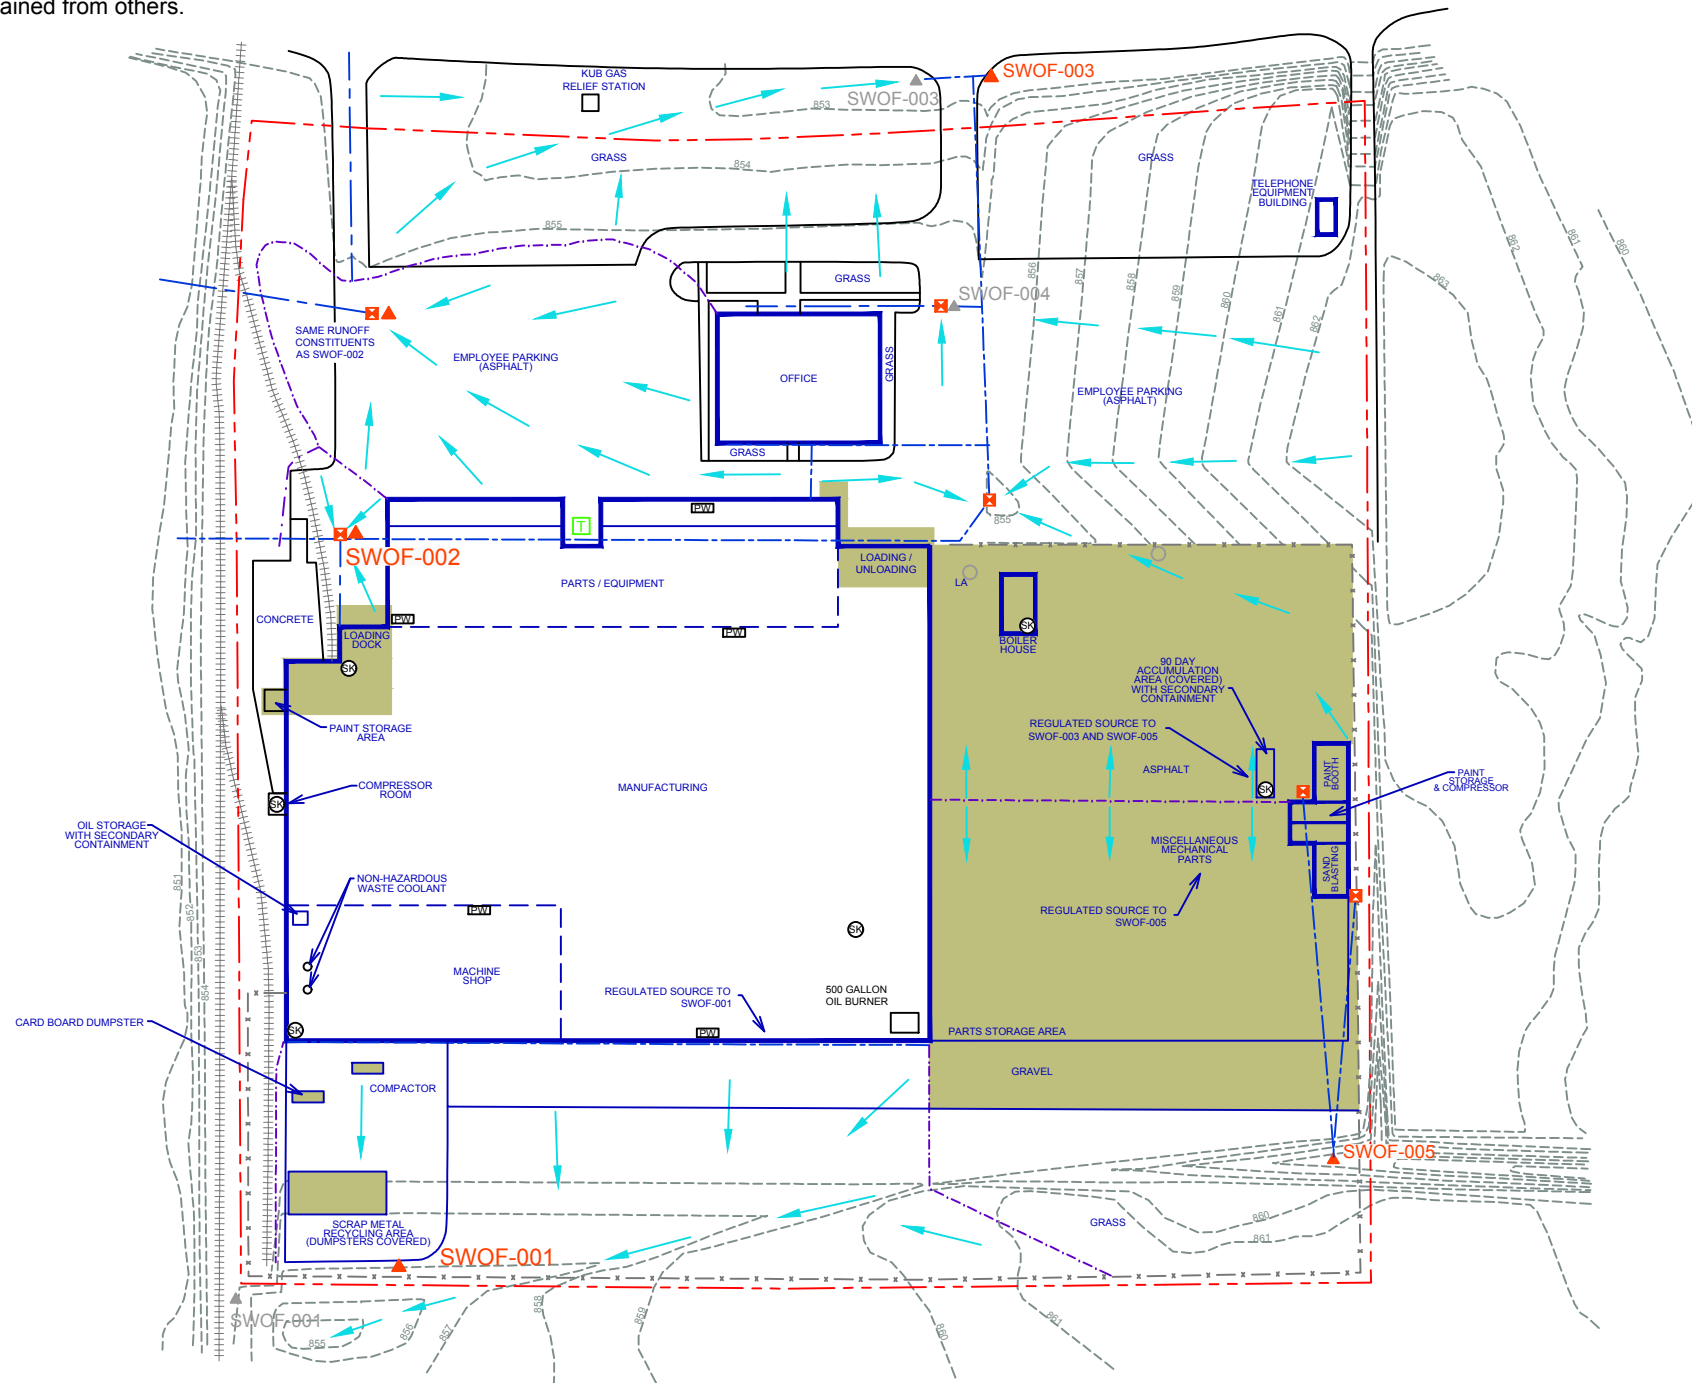 ained from others.
KUB GAS
RELIEF STATION
SWOF-003
SWOF-003
853
GRASS
854
GRASS
TELEPHONE
EQUIPMENT
BUILDING
855
GRASS
SWOF-004
856
857
858
859
860
861
862
863
862
861
860
SAME RUNOFF
CONSTITUENTS
AS SWOF-002
EMPLOYEE PARKING
(ASPHALT)
OFFICE
GRASS
EMPLOYEE PARKING
(ASPHALT)
GRASS
855
PW
T
SWOF-002
PARTS / EQUIPMENT
LOADING /
UNLOADING
LA
CONCRETE
LOADING
DOCK
PW
PW
SK
SK
BOILER
HOUSE
90 DAY
ACCUMULATION
AREA (COVERED)
WITH SECONDARY
CONTAINMENT
PAINT STORAGE
AREA
REGULATED SOURCE TO
SWOF-003 AND SWOF-005
ASPHALT
PAINT
BOOTH
PAINT
STORAGE
& COMPRESSOR
COMPRESSOR
ROOM
SK
MANUFACTURING
SK
OIL STORAGE
WITH SECONDARY
CONTAINMENT
MISCELLANEOUS
MECHANICAL
PARTS
SAND
BLASTING
NON-HAZARDOUS
WASTE COOLANT
851
852
853
854
PW
REGULATED SOURCE TO
SWOF-005
SK
MACHINE
SHOP
REGULATED SOURCE TO
SWOF-001
500 GALLON
OIL BURNER
CARD BOARD DUMPSTER
SK
PW
PARTS STORAGE AREA
GRAVEL
COMPACTOR
SWOF-005
SCRAP METAL
RECYCLING AREA
(DUMPSTERS COVERED)
GRASS
860
861
SWOF-001
SWOF-001
855
856
857
858
859
860
861